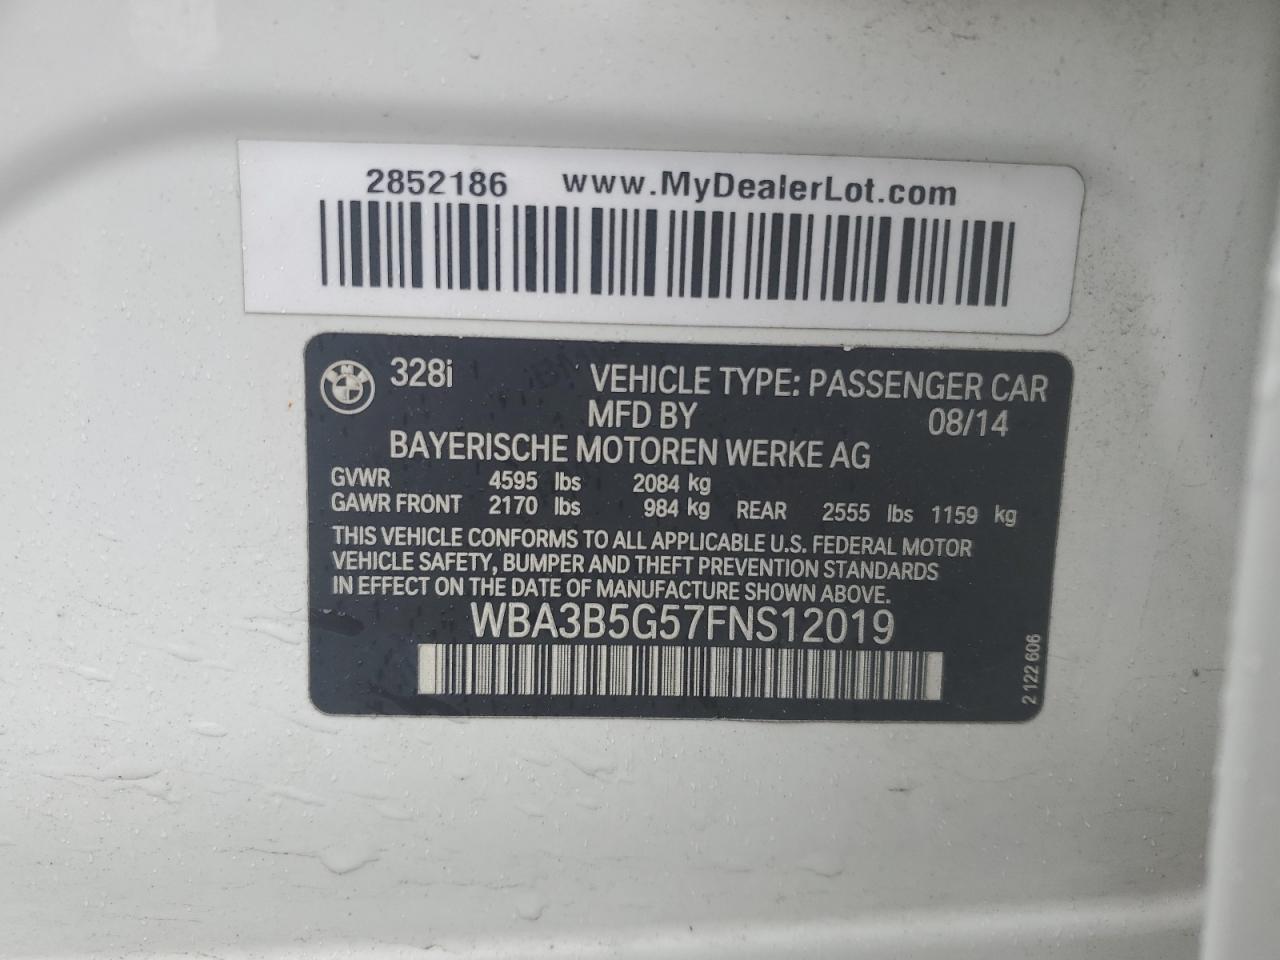 2852186 www.MyDealerLot.com
BMW 328i VEHICLE TYPE: PASSENGER CAR
MFD BY 08/14
BAYERISCHE MOTOREN WERKE AG
GVWR 4595 lbs 2084 kg
GAWR FRONT 2170 lbs 984 kg REAR 2555 lbs 1159 kg
THIS VEHICLE CONFORMS TO ALL APPLICABLE U.S. FEDERAL MOTOR
VEHICLE SAFETY, BUMPER AND THEFT PREVENTION STANDARDS
IN EFFECT ON THE DATE OF MANUFACTURE SHOWN ABOVE.
WBA3B5G57FNS12019
2 122 606